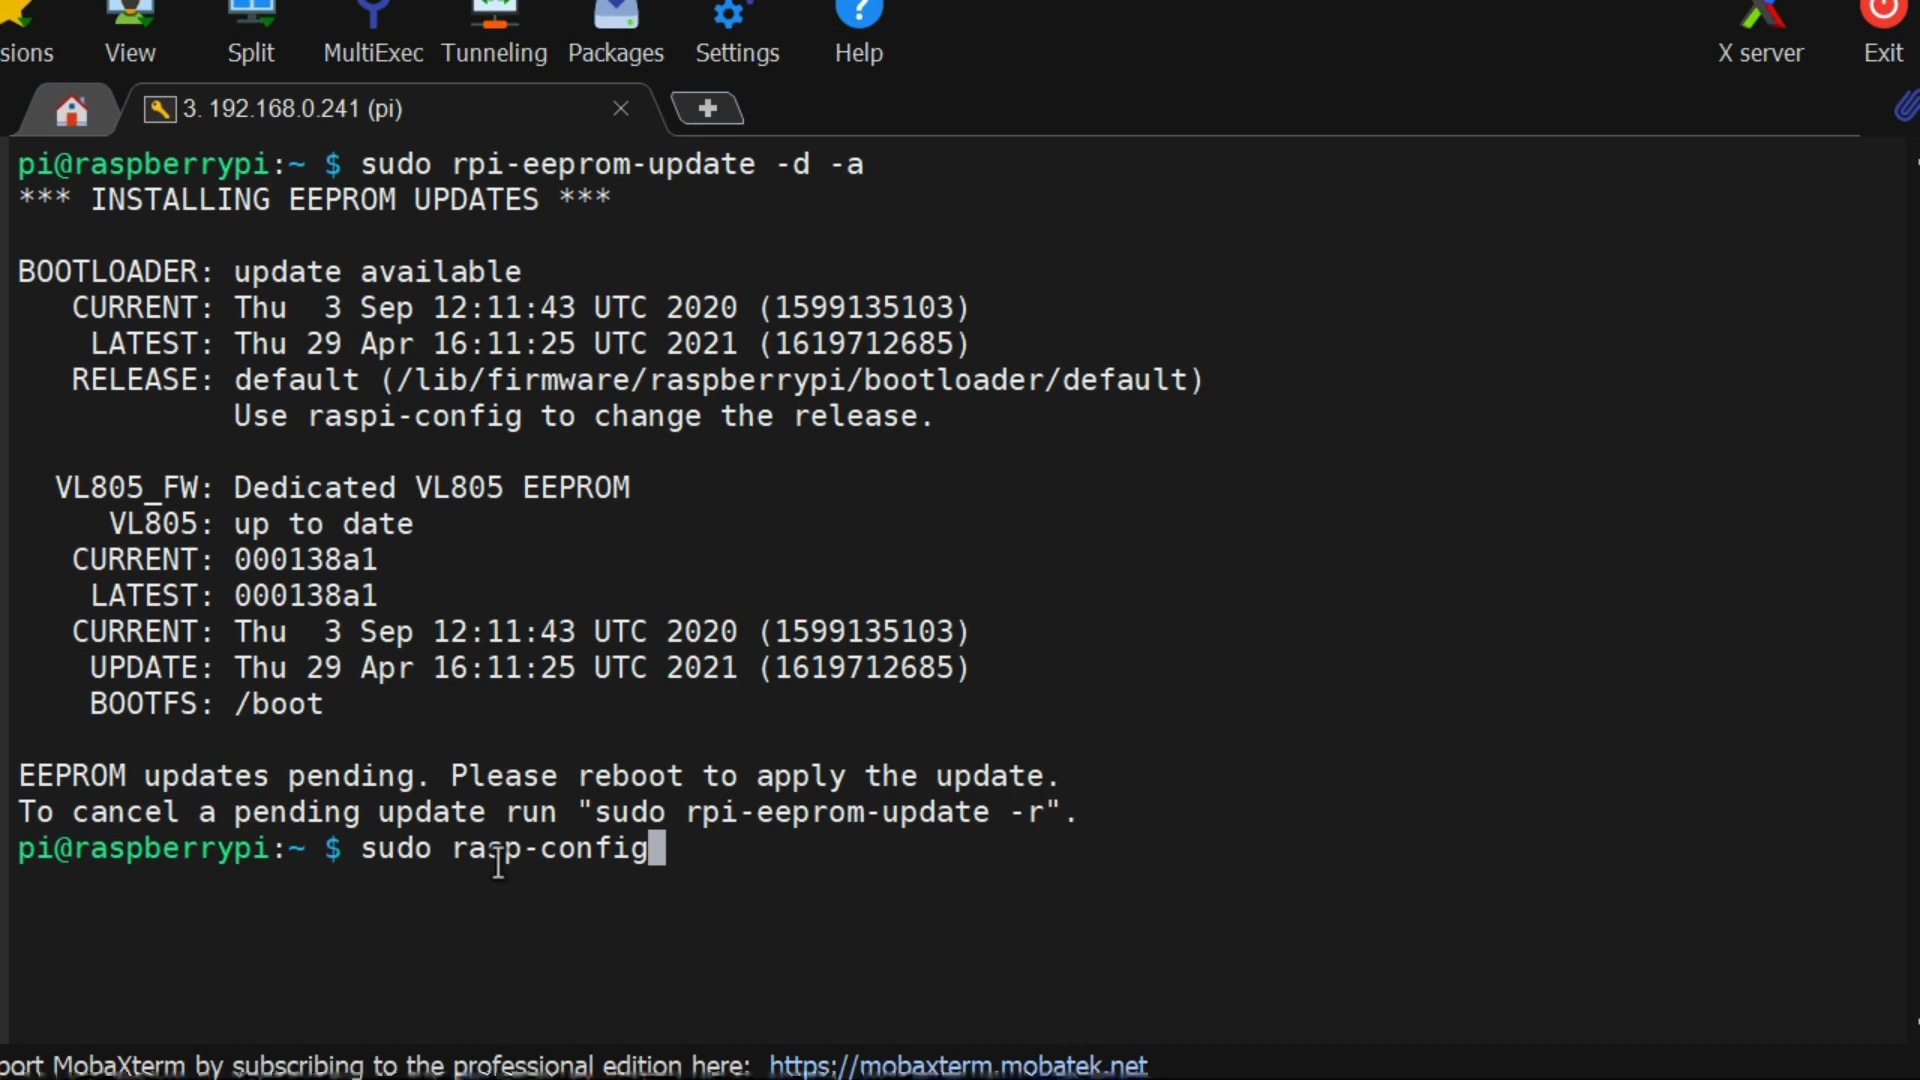 sions View Split MultiExec Tunneling Packages Settings Help X server Exit
3. 192.168.0.241 (pi)
pi@raspberrypi:~ $ sudo rpi-eeprom-update -d -a
*** INSTALLING EEPROM UPDATES ***
BOOTLOADER: update available
CURRENT: Thu  3 Sep 12:11:43 UTC 2020 (1599135103)
LATEST: Thu 29 Apr 16:11:25 UTC 2021 (1619712685)
RELEASE: default (/lib/firmware/raspberrypi/bootloader/default)
Use raspi-config to change the release.
VL805_FW: Dedicated VL805 EEPROM
VL805: up to date
CURRENT: 000138a1
LATEST: 000138a1
CURRENT: Thu  3 Sep 12:11:43 UTC 2020 (1599135103)
UPDATE: Thu 29 Apr 16:11:25 UTC 2021 (1619712685)
BOOTFS: /boot
EEPROM updates pending. Please reboot to apply the update.
To cancel a pending update run "sudo rpi-eeprom-update -r".
pi@raspberrypi:~ $ sudo rasp-config
port MobaXterm by subscribing to the professional edition here: https://mobaxterm.mobatek.net